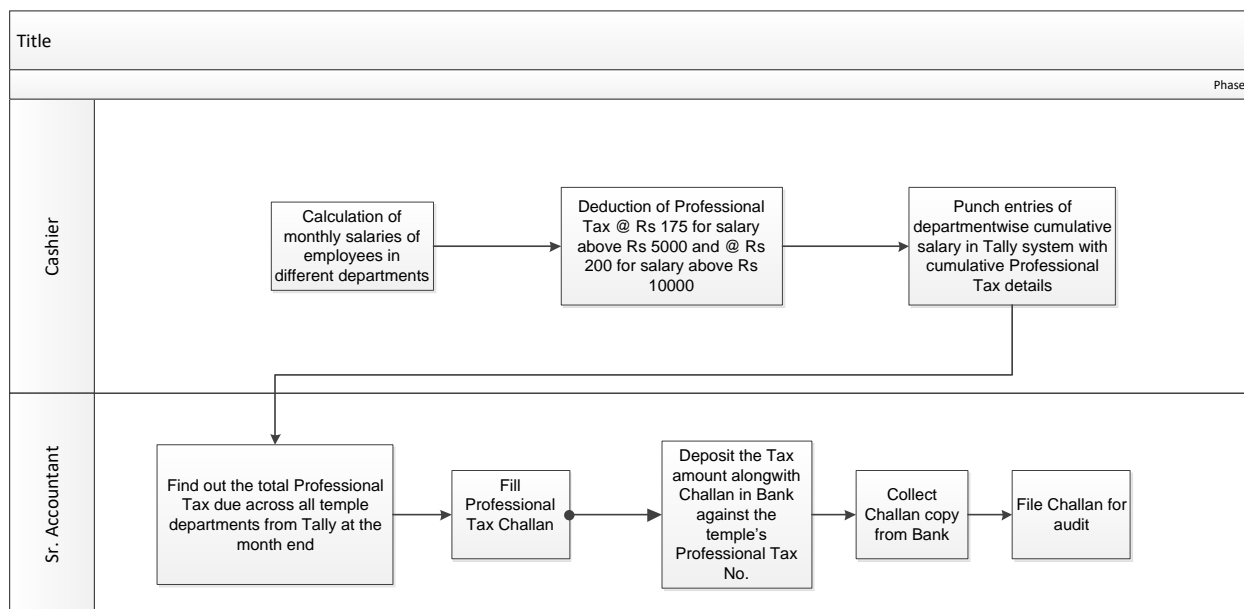 Title
Phase
Cashier
Calculation of
monthly salaries of
employees in
different departments
Deduction of Professional
Tax @ Rs 175 for salary
above Rs 5000 and @ Rs
200 for salary above Rs
10000
Punch entries of
departmentwise cumulative
salary in Tally system with
cumulative Professional
Tax details
Sr. Accountant
Find out the total Professional
Tax due across all temple
departments from Tally at the
month end
Fill
Professional
Tax Challan
Deposit the Tax
amount alongwith
Challan in Bank
against the
temple's
Professional Tax
No.
Collect
Challan copy
from Bank
File Challan for
audit